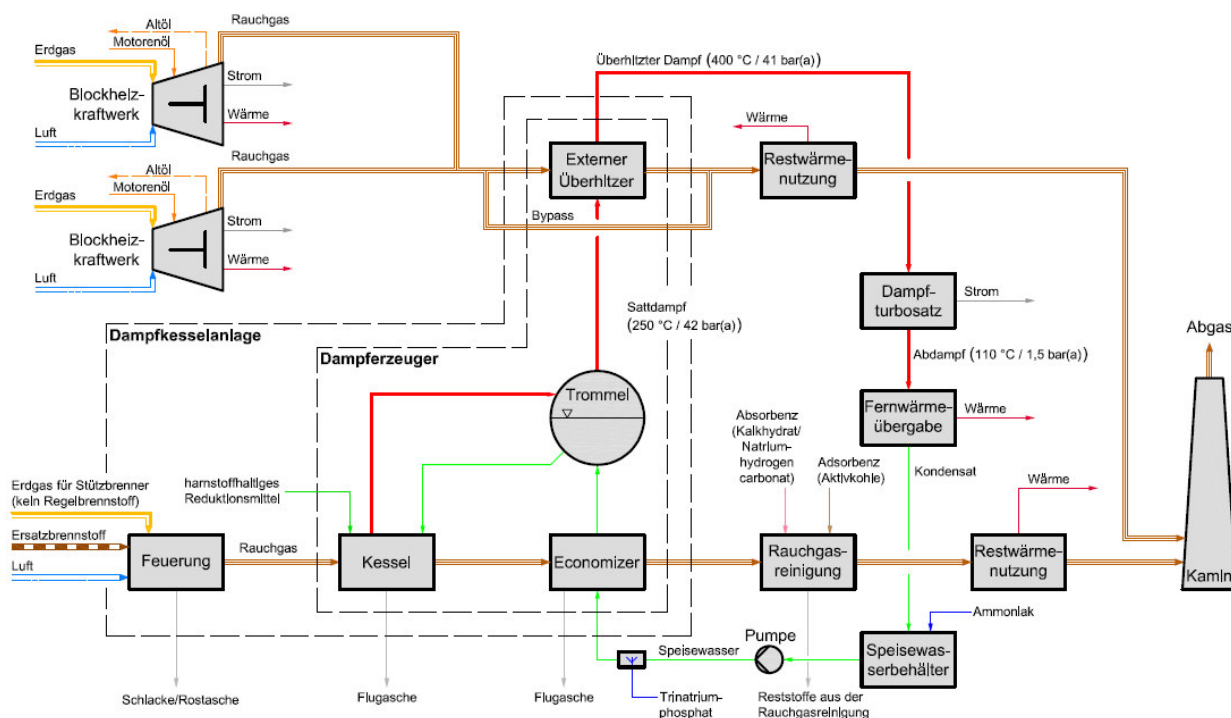 Altöl
Motorenöl
Erdgas
Rauchgas
Strom
Blockheiz-
kraftwerk
Wärme
Luft
Überhitzter Dampf (400 °C / 41 bar(a))
Altöl
Motorenöl
Erdgas
Rauchgas
Strom
Blockheiz-
kraftwerk
Wärme
Luft
Externer
Überhitzer
Wärme
Restwärme-
nutzung
Bypass
Dampf-
turbosatz
Strom
Sattdampf
(250 °C / 42 bar(a))
Dampfkesselanlage
Dampferzeuger
Abdampf (110 °C / 1,5 bar(a))
Abgas
Trommel
Fernwärme-
übergabe
Wärme
Absorbenz
(Kalkhydrat/
Natrium-
hydrogen
carbonat)
Adsorbenz
(Aktivkohle)
Kondensat
Wärme
Erdgas für Stützbrenner
(kein Regelbrennstoff)
harnstoffhaltiges
Reduktionsmittel
Ersatzbrennstoff
Luft
Feuerung
Rauchgas
Kessel
Economizer
Rauchgas-
reinigung
Restwärme-
nutzung
Kamin
Ammoniak
Pumpe
Speisewasser
Speisewas-
serbehälter
Schlacke/Rostasche
Flugasche
Flugasche
Trinatrium-
phosphat
Reststoffe aus der
Rauchgasreinigung